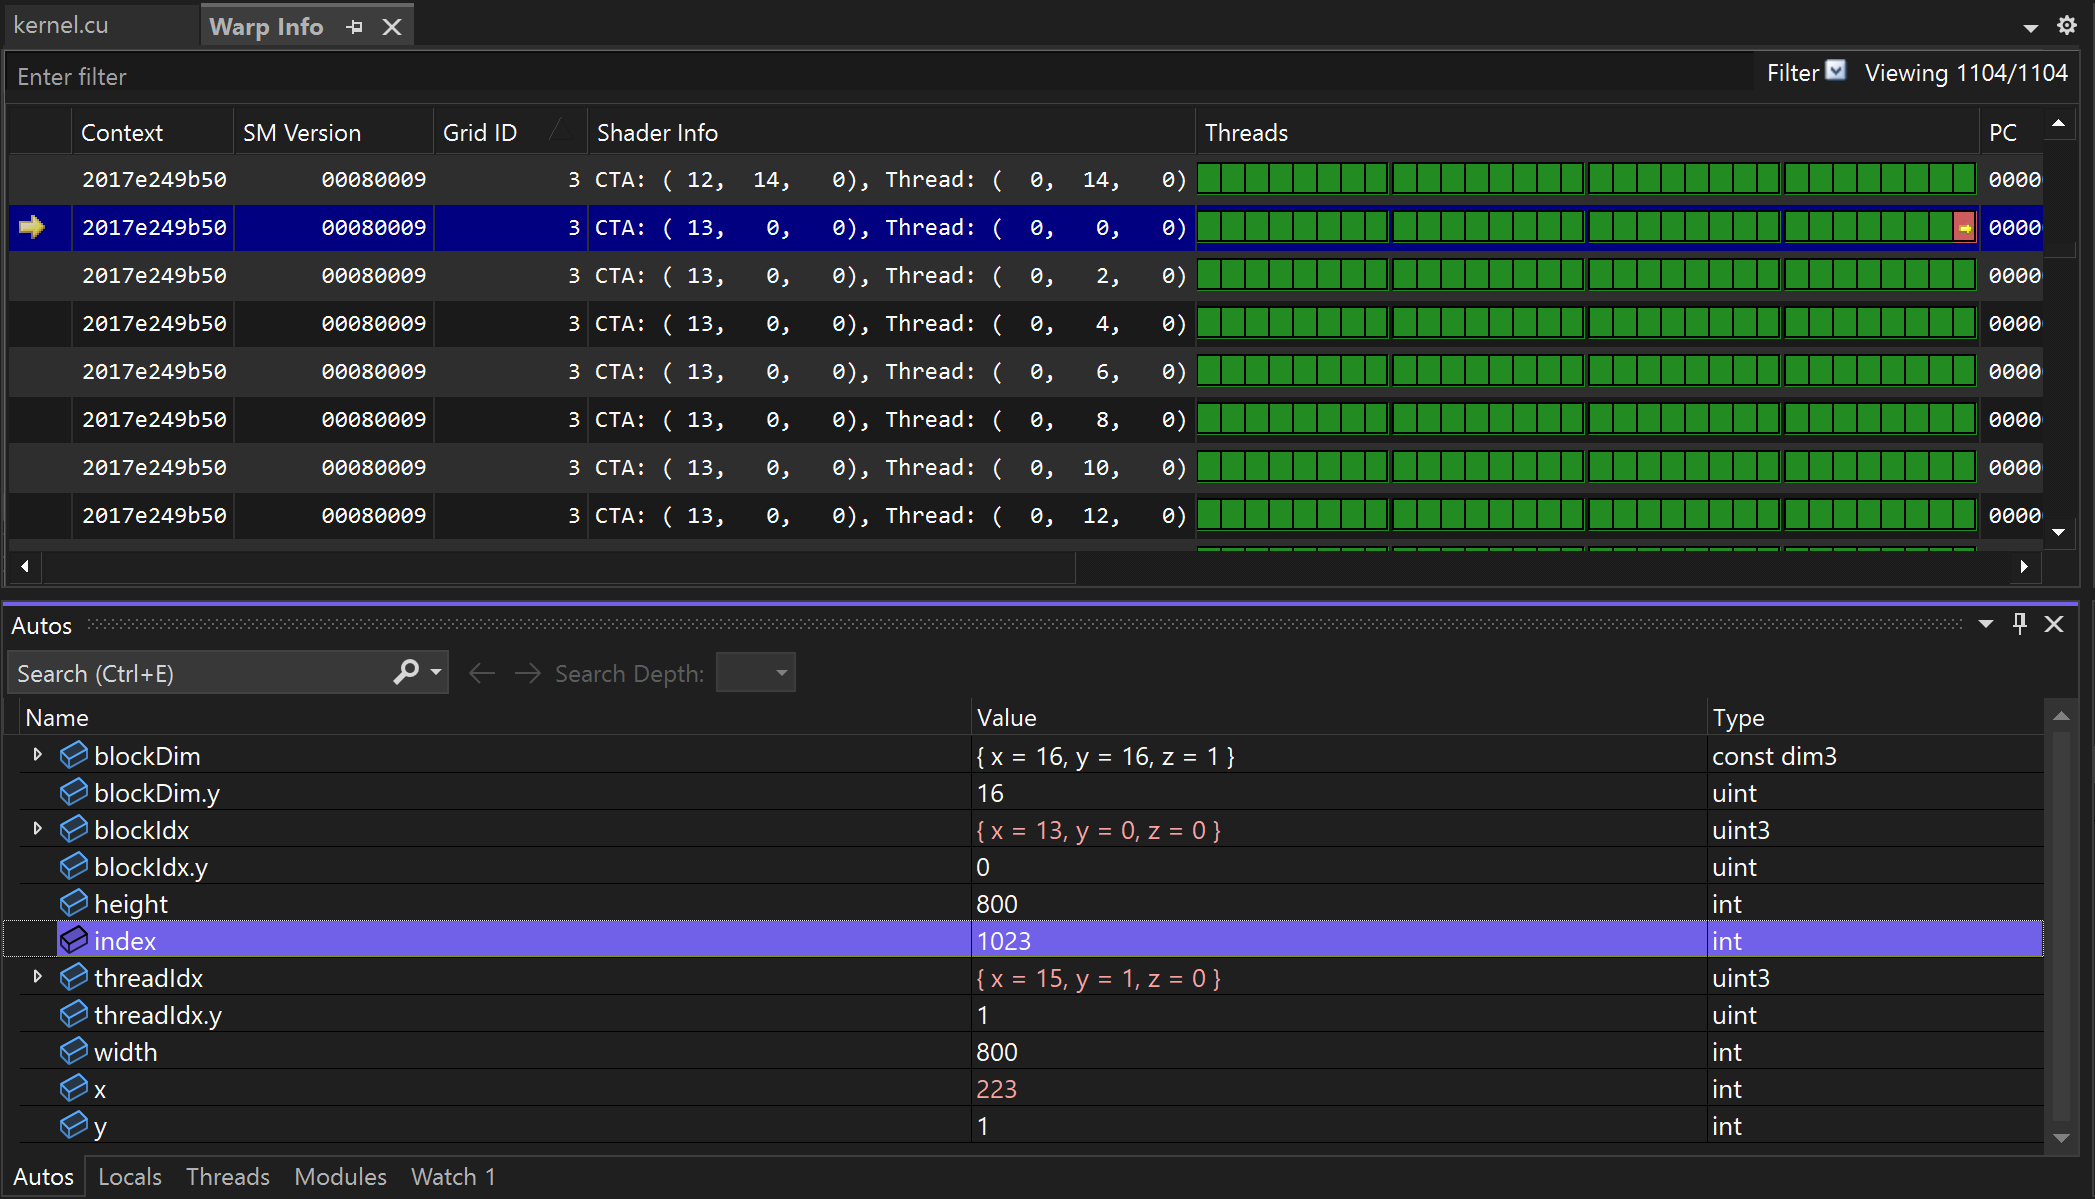 kernel.cu Warp Info
Enter filter Filter Viewing 1104/1104
Context SM Version Grid ID Shader Info Threads PC
2017e249b50 00080009 3 CTA: ( 12, 14, 0), Thread: ( 0, 14, 0) 0000
2017e249b50 00080009 3 CTA: ( 13, 0, 0), Thread: ( 0, 0, 0) 0000
2017e249b50 00080009 3 CTA: ( 13, 0, 0), Thread: ( 0, 2, 0) 0000
2017e249b50 00080009 3 CTA: ( 13, 0, 0), Thread: ( 0, 4, 0) 0000
2017e249b50 00080009 3 CTA: ( 13, 0, 0), Thread: ( 0, 6, 0) 0000
2017e249b50 00080009 3 CTA: ( 13, 0, 0), Thread: ( 0, 8, 0) 0000
2017e249b50 00080009 3 CTA: ( 13, 0, 0), Thread: ( 0, 10, 0) 0000
2017e249b50 00080009 3 CTA: ( 13, 0, 0), Thread: ( 0, 12, 0) 0000
Autos
Search (Ctrl+E) Search Depth:
Name Value Type
blockDim { x = 16, y = 16, z = 1 } const dim3
blockDim.y 16 uint
blockIdx { x = 13, y = 0, z = 0 } uint3
blockIdx.y 0 uint
height 800 int
index 1023 int
threadIdx { x = 15, y = 1, z = 0 } uint3
threadIdx.y 1 uint
width 800 int
x 223 int
y 1 int
Autos Locals Threads Modules Watch 1